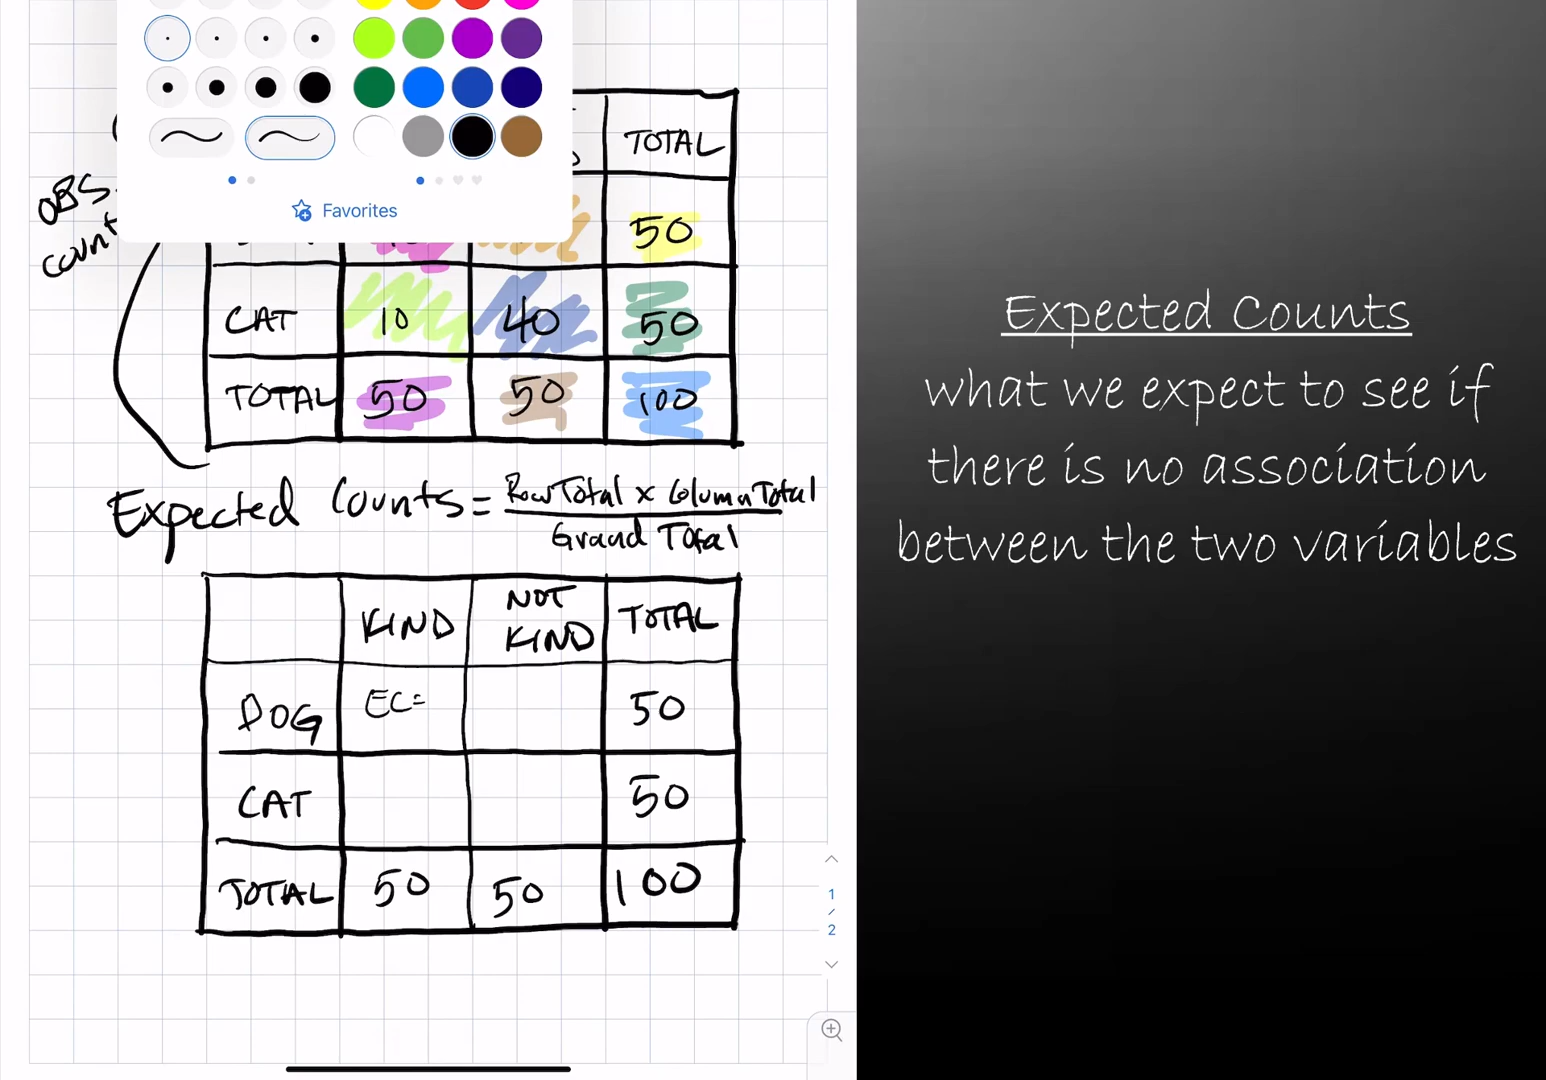 Favorites
TOTAL
OBS.
count
50
CAT 10 40 50
TOTAL 50 50 100
Expected Counts = Row Total x Column Total
Grand Total
KIND NOT KIND TOTAL
DOG EC= 50
CAT 50
TOTAL 50 50 100
1
/
2
Expected Counts
what we expect to see if
there is no association
between the two variables